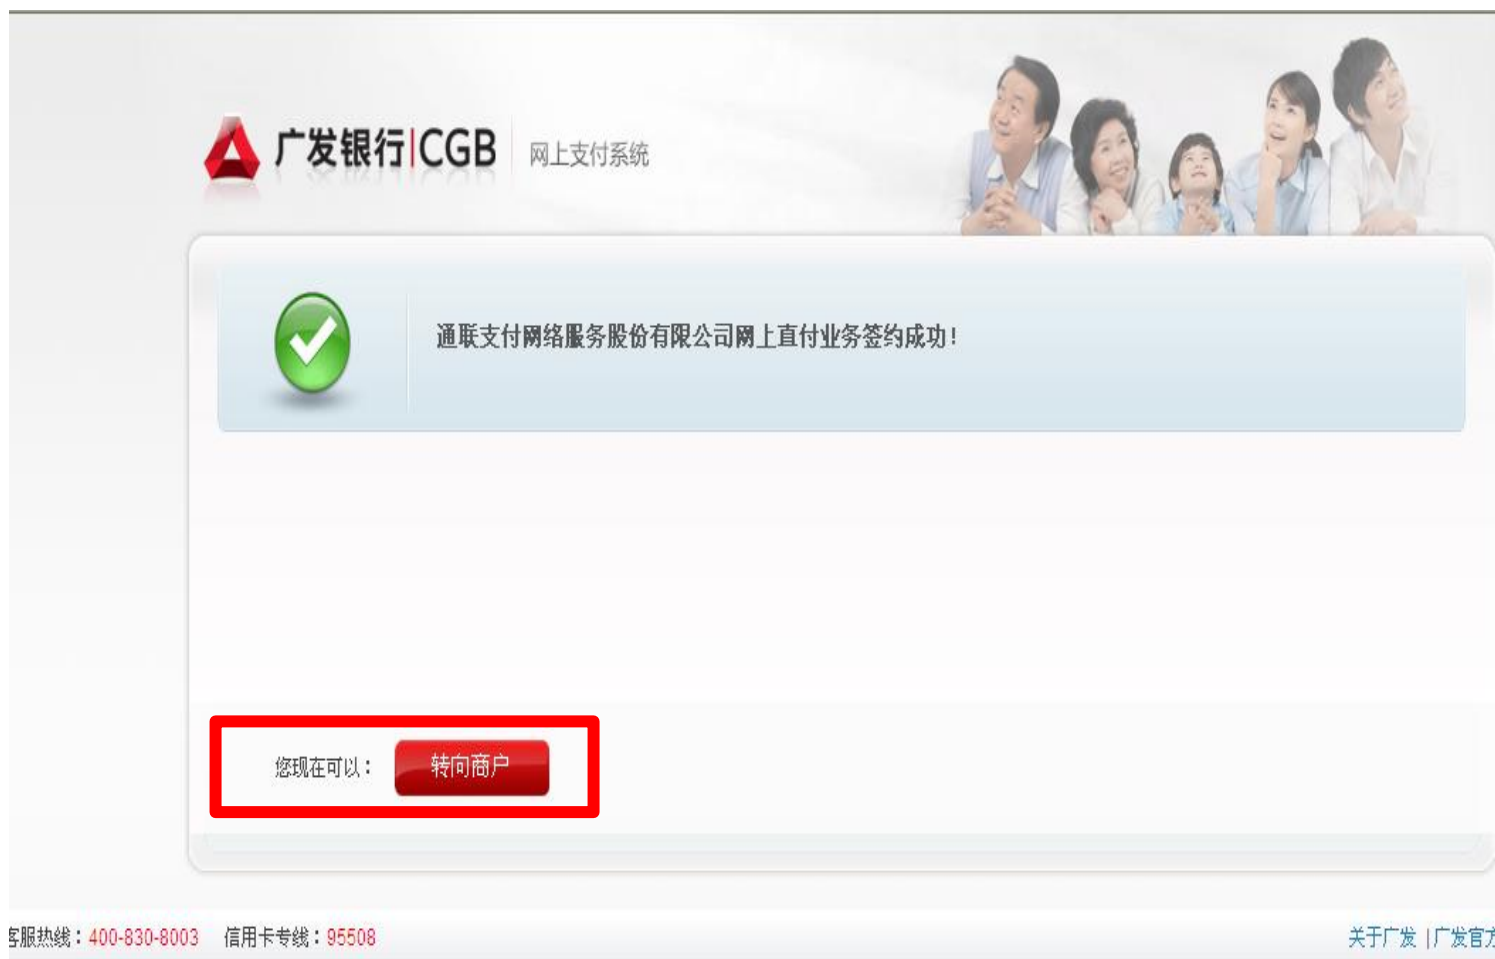 广发银行|CGB 网上支付系统
通联支付网络服务股份有限公司网上直付业务签约成功!
您现在可以: 转向商户
客服热线:400-830-8003 信用卡专线:95508
关于广发 |广发官方